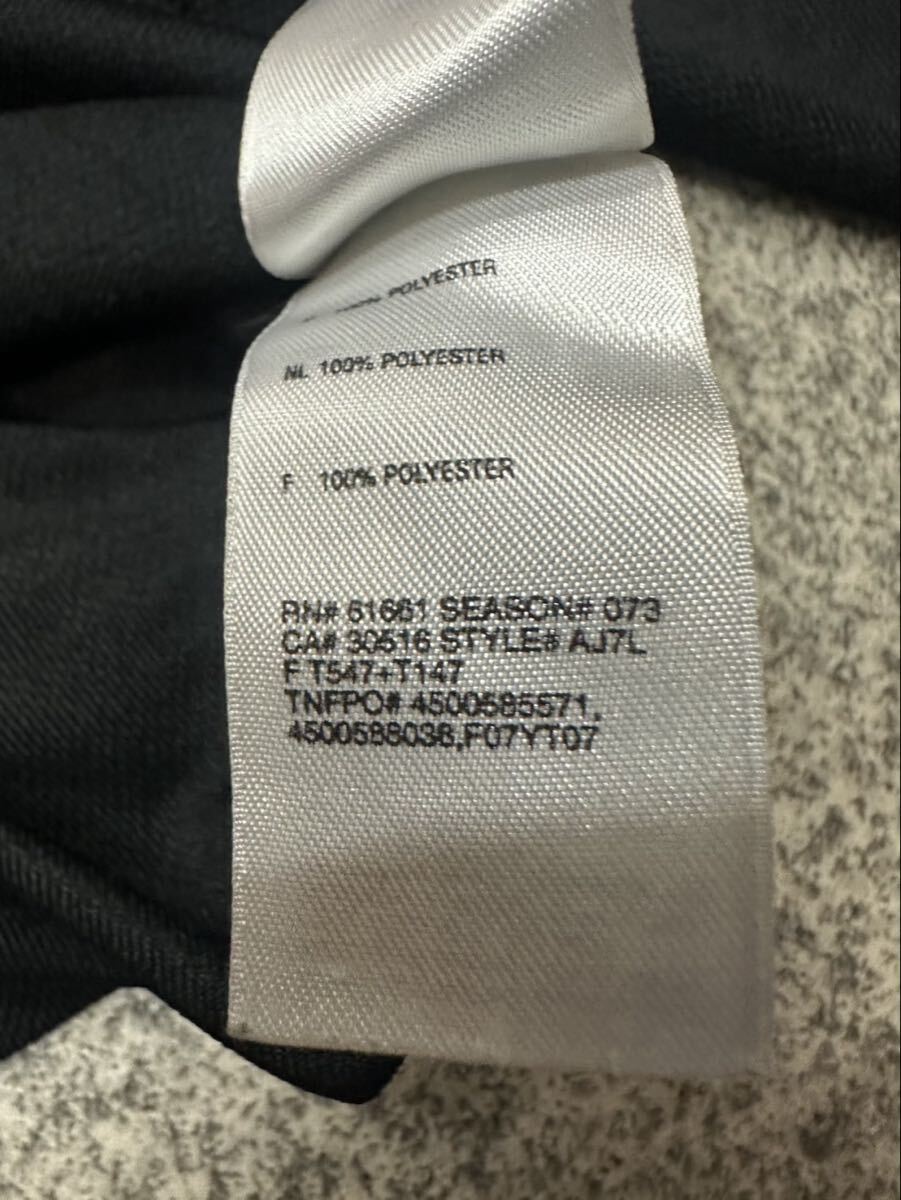 100% POLYESTER
NL 100% POLYESTER
F 100% POLYESTER
RN# 61661 SEASON# 073
CA# 30516 STYLE# AJ7L
F T547+T147
TNFPO# 4500585571,
4500588038,F07YT07